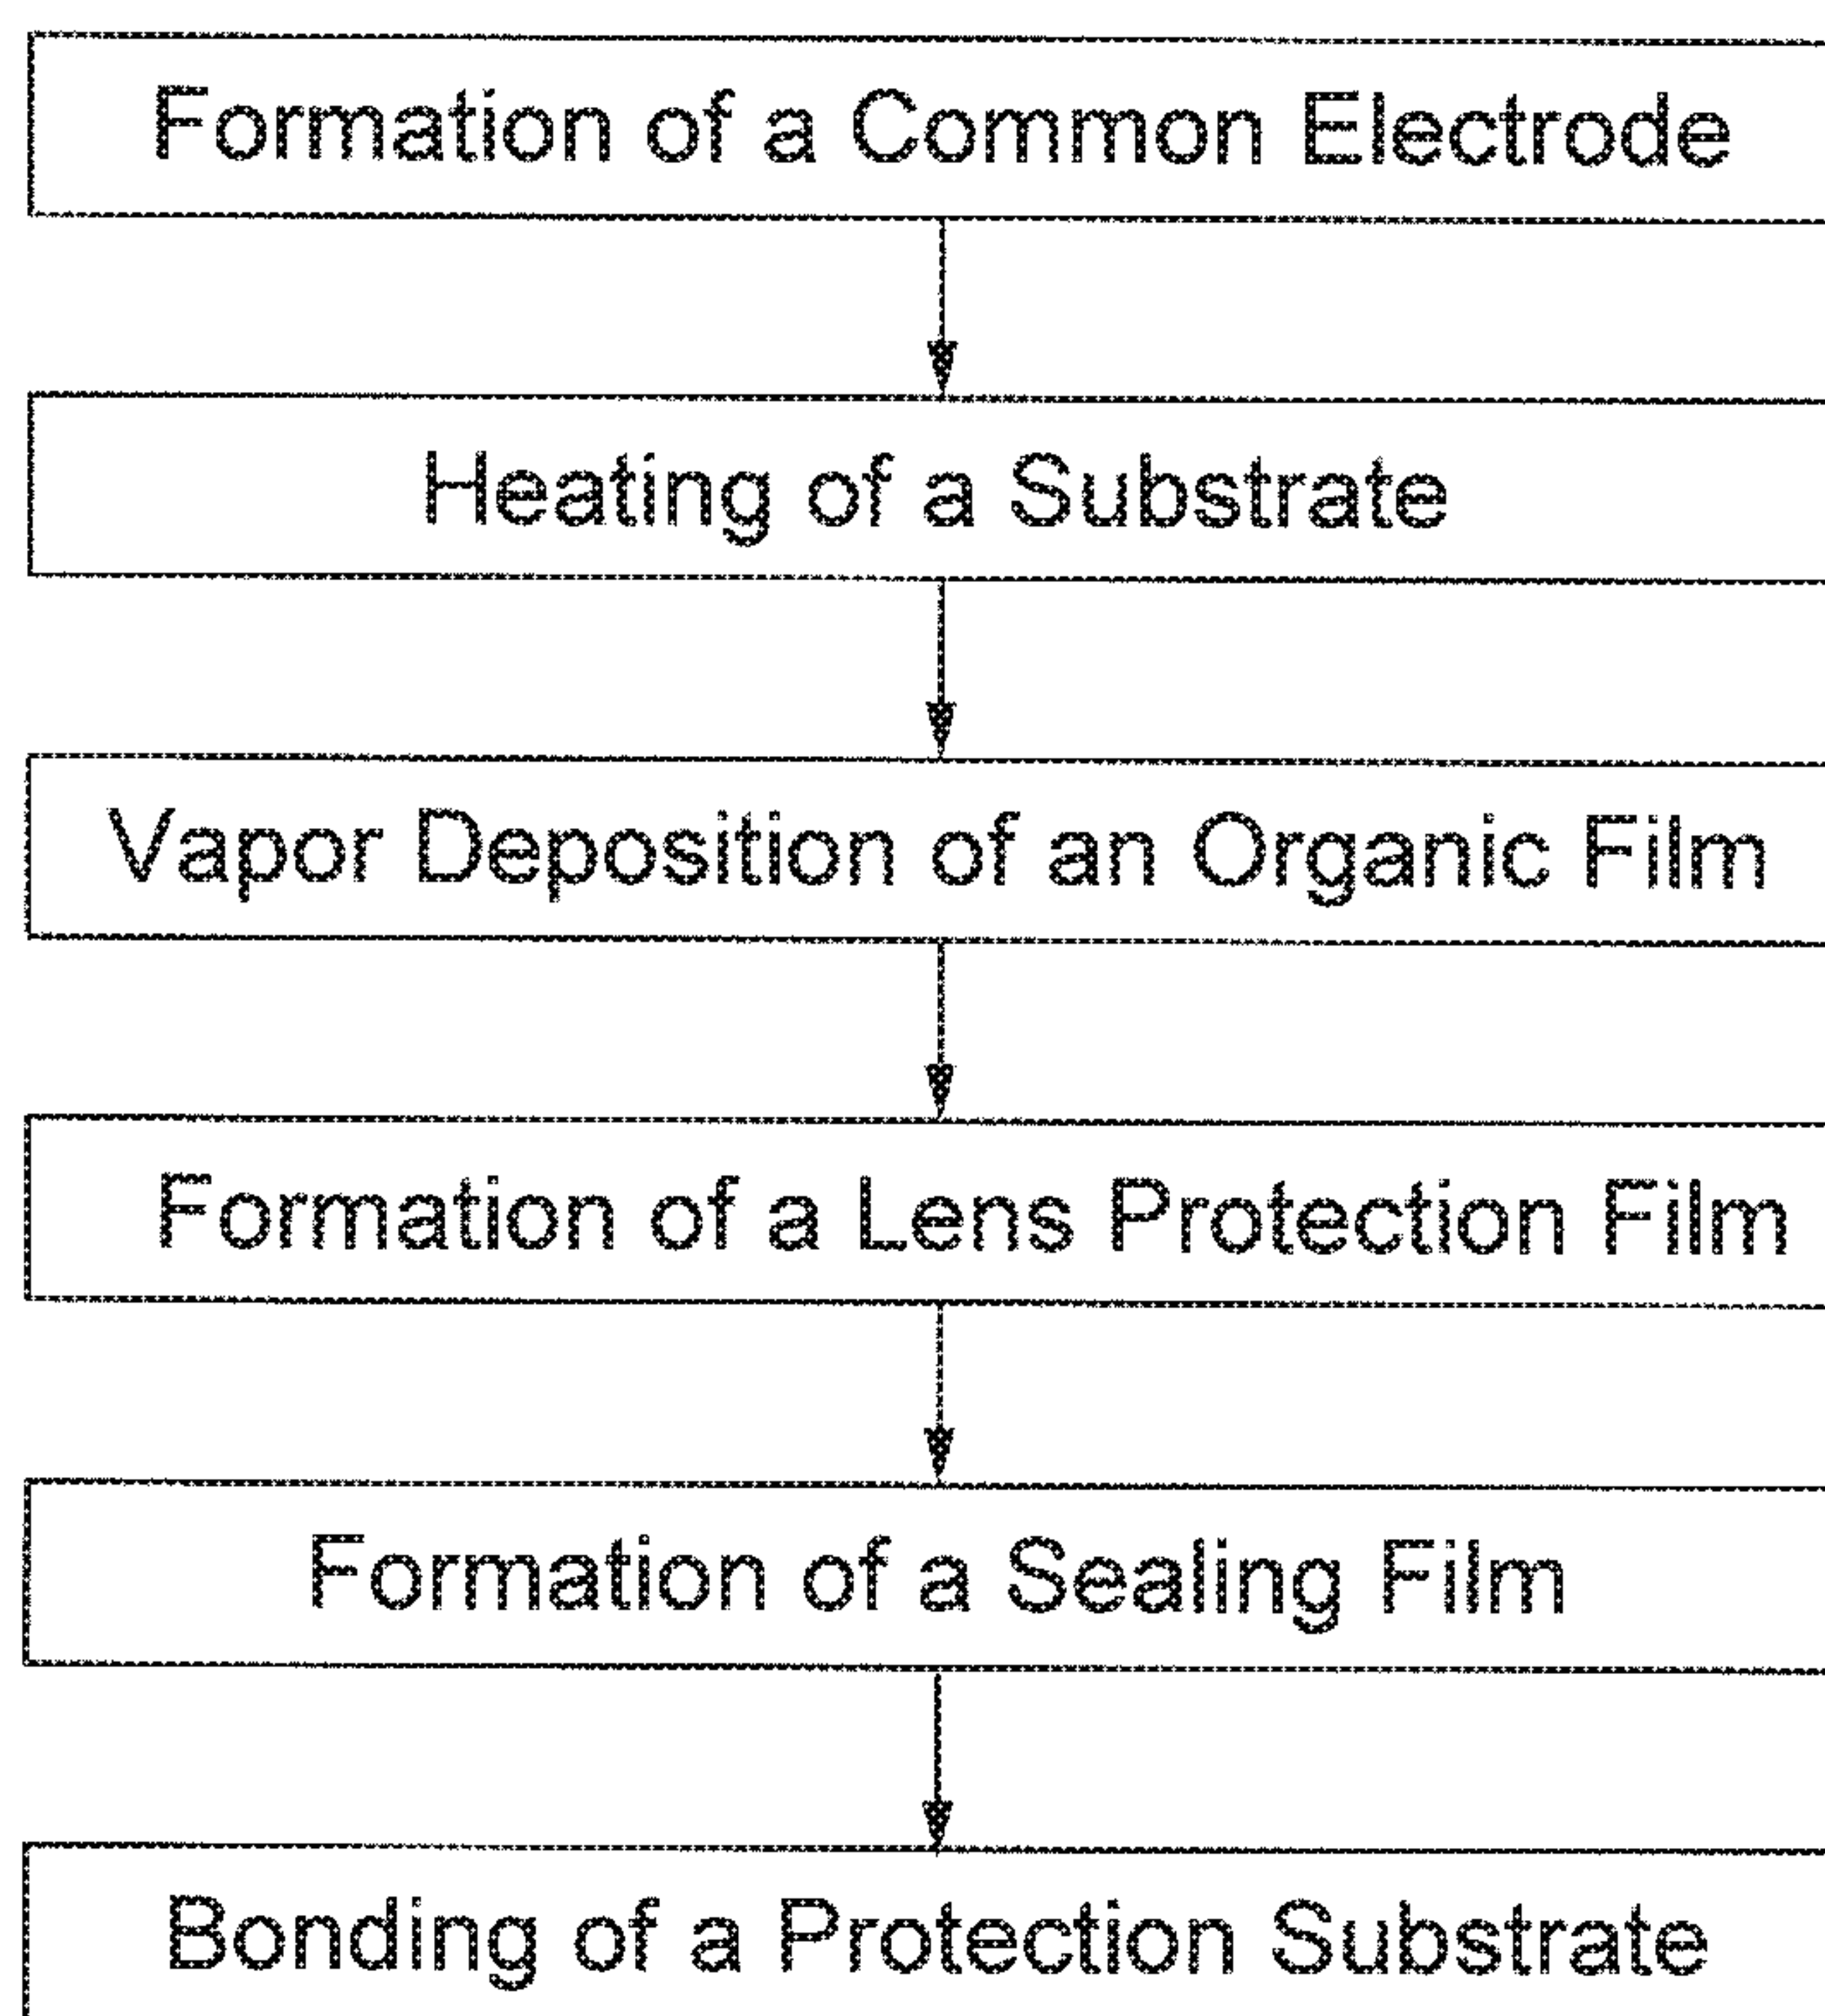 Formation of a Common Electrode
Heating of a Substrate
Vapor Deposition of an Organic Film
Formation of a Lens Protection Film
Formation of a Sealing Film
Bonding of a Protection Substrate